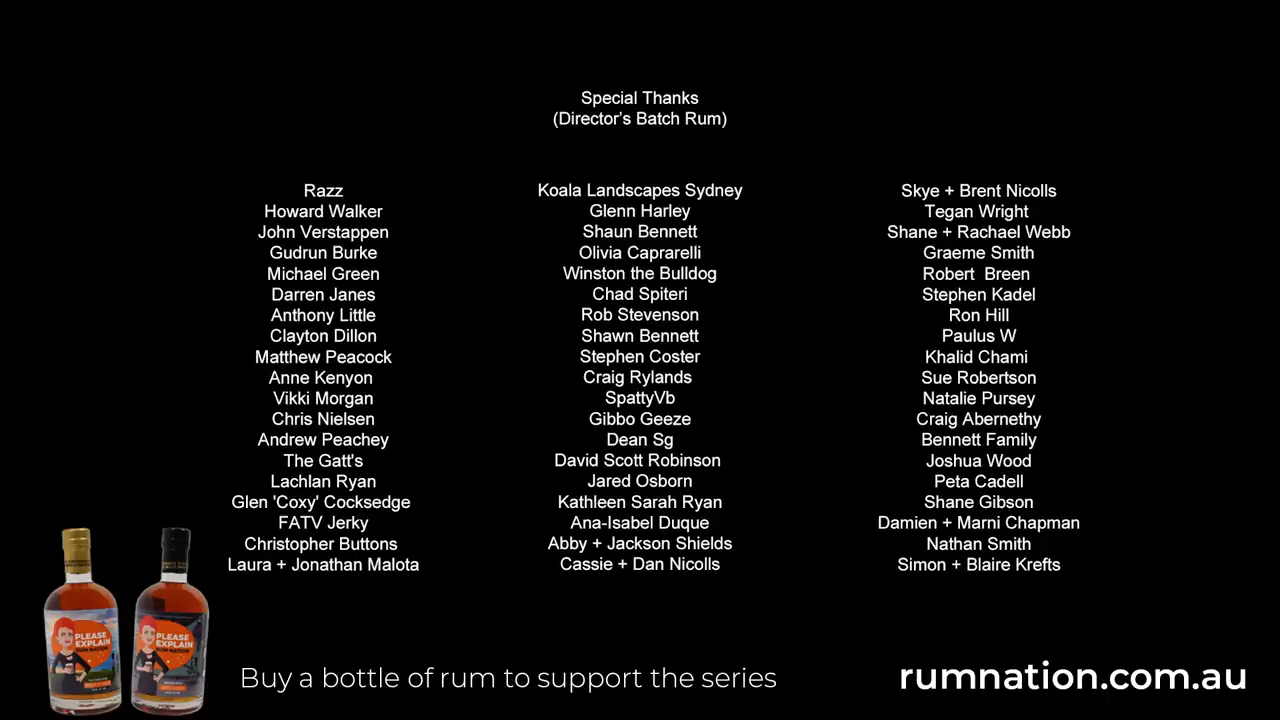 Special Thanks
(Director's Batch Rum)
Razz
Howard Walker
John Verstappen
Gudrun Burke
Michael Green
Darren Janes
Anthony Little
Clayton Dillon
Matthew Peacock
Anne Kenyon
Vikki Morgan
Chris Nielsen
Andrew Peachey
The Gatt's
Lachlan Ryan
Glen 'Coxy' Cocksedge
FATV Jerky
Christopher Buttons
Laura + Jonathan Malota
Koala Landscapes Sydney
Glenn Harley
Shaun Bennett
Olivia Caprarelli
Winston the Bulldog
Chad Spiteri
Rob Stevenson
Shawn Bennett
Stephen Coster
Craig Rylands
SpattyVb
Gibbo Geeze
Dean Sg
David Scott Robinson
Jared Osborn
Kathleen Sarah Ryan
Ana-Isabel Duque
Abby + Jackson Shields
Cassie + Dan Nicolls
Skye + Brent Nicolls
Tegan Wright
Shane + Rachael Webb
Graeme Smith
Robert  Breen
Stephen Kadel
Ron Hill
Paulus W
Khalid Chami
Sue Robertson
Natalie Pursey
Craig Abernethy
Bennett Family
Joshua Wood
Peta Cadell
Shane Gibson
Damien + Marni Chapman
Nathan Smith
Simon + Blaire Krefts
PLEASE
EXPLAIN
RUM NATION
PLEASE
EXPLAIN
RUM NATION
Buy a bottle of rum to support the series
rumnation.com.au